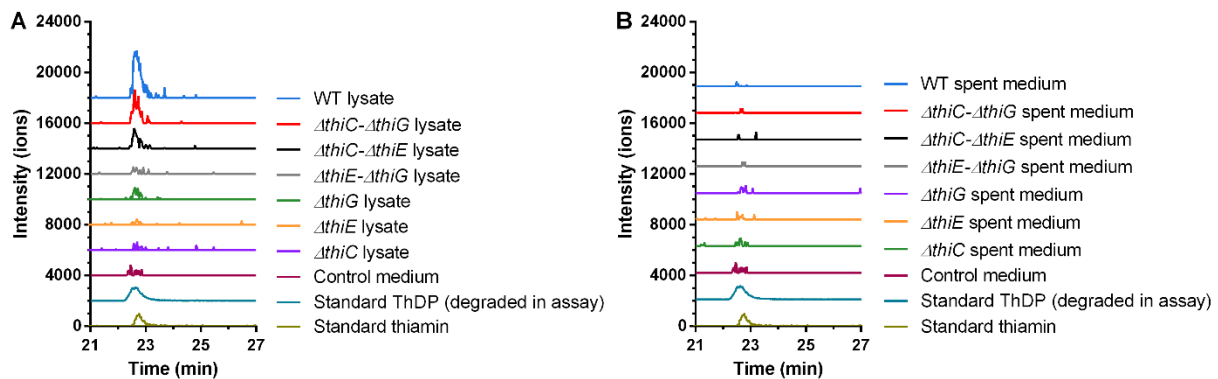 A
24000
20000
16000
12000
8000
4000
0
Intensity (ions)
21 23 25 27
Time (min)
WT lysate
ΔthiC-ΔthiG lysate
ΔthiC-ΔthiE lysate
ΔthiE-ΔthiG lysate
ΔthiG lysate
ΔthiE lysate
ΔthiC lysate
Control medium
Standard ThDP (degraded in assay)
Standard thiamin
B
24000
20000
16000
12000
8000
4000
0
Intensity (ions)
21 23 25 27
Time (min)
WT spent medium
ΔthiC-ΔthiG spent medium
ΔthiC-ΔthiE spent medium
ΔthiE-ΔthiG spent medium
ΔthiG spent medium
ΔthiE spent medium
ΔthiC spent medium
Control medium
Standard ThDP (degraded in assay)
Standard thiamin